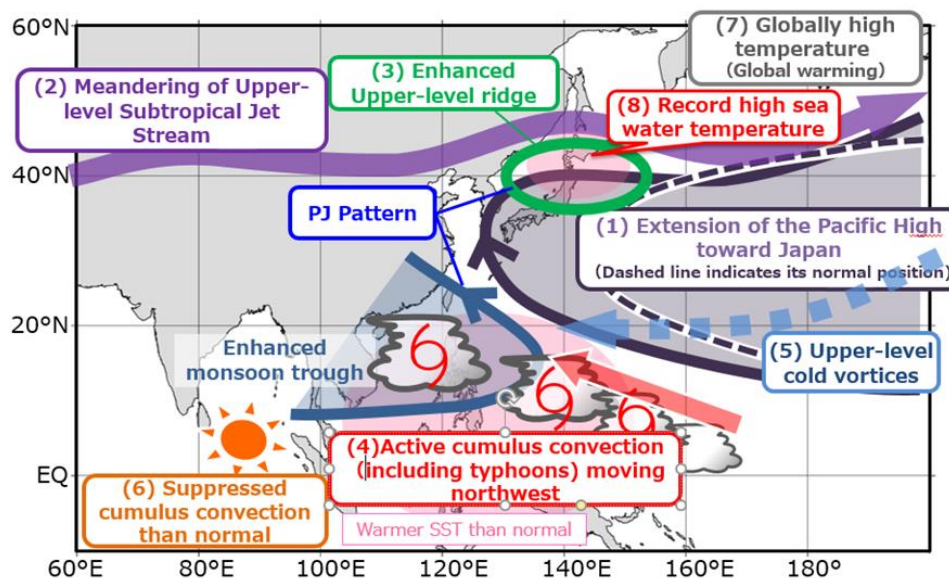 60°N
(7) Globally high
temperature
(Global warming)
(3) Enhanced
Upper-level ridge
(2) Meandering of Upper-
level Subtropical Jet
Stream
(8) Record high sea
water temperature
40°N
PJ Pattern
(1) Extension of the Pacific High
toward Japan
(Dashed line indicates its normal position)
20°N
Enhanced
monsoon trough
(5) Upper-level
cold vortices
(4)Active cumulus convection
(including typhoons) moving
northwest
EQ
(6) Suppressed
cumulus convection
than normal
Warmer SST than normal
60°E 80°E 100°E 120°E 140°E 160°E 180°